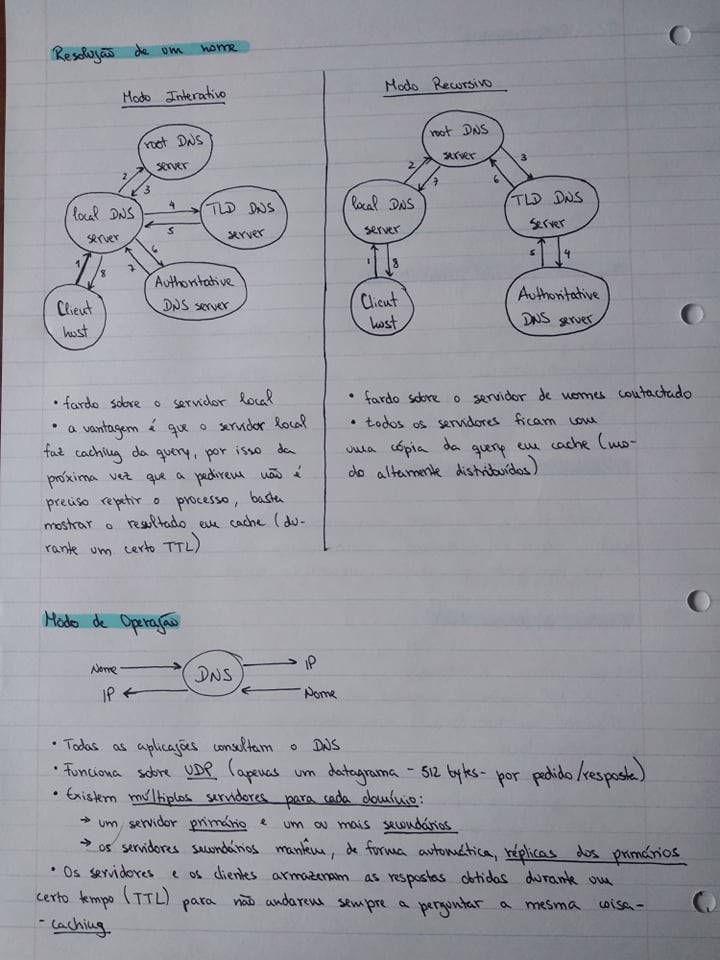 Resolução de um nome
Modo Interativo
root DNS
server
2
3
local DNS
server
4
5
TLD DNS
server
6
7
1
8
Authoritative
DNS server
Client
host
• fardo sobre o servidor local
• a vantagem é que o servidor local
faz caching da query, por isso da
próxima vez que a pedirem não é
preciso repetir o processo, basta
mostrar o resultado em cache (du-
rante um certo TTL)
Modo Recursivo
root DNS
server
2
7
3
6
local DNS
server
TLD DNS
server
1
8
5
4
Client
host
Authoritative
DNS server
• fardo sobre o servidor de nomes contactado
• todos os servidores ficam com
uma cópia da query em cache (mo-
do altamente distribuídos)
Modo de Operação
Nome
DNS
IP
IP
Nome
• Todas as aplicações consultam o DNS
• Funciona sobre UDP (apenas um datagrama - 512 bytes - por pedido/resposta)
• Existem múltiplos servidores para cada domínio:
→ um servidor primário e um ou mais secundários
→ os servidores secundários mantêm, de forma automática, réplicas dos primários
• Os servidores e os clientes armazenam as respostas obtidas durante um
certo tempo (TTL) para não andarem sempre a perguntar a mesma coisa -
- caching